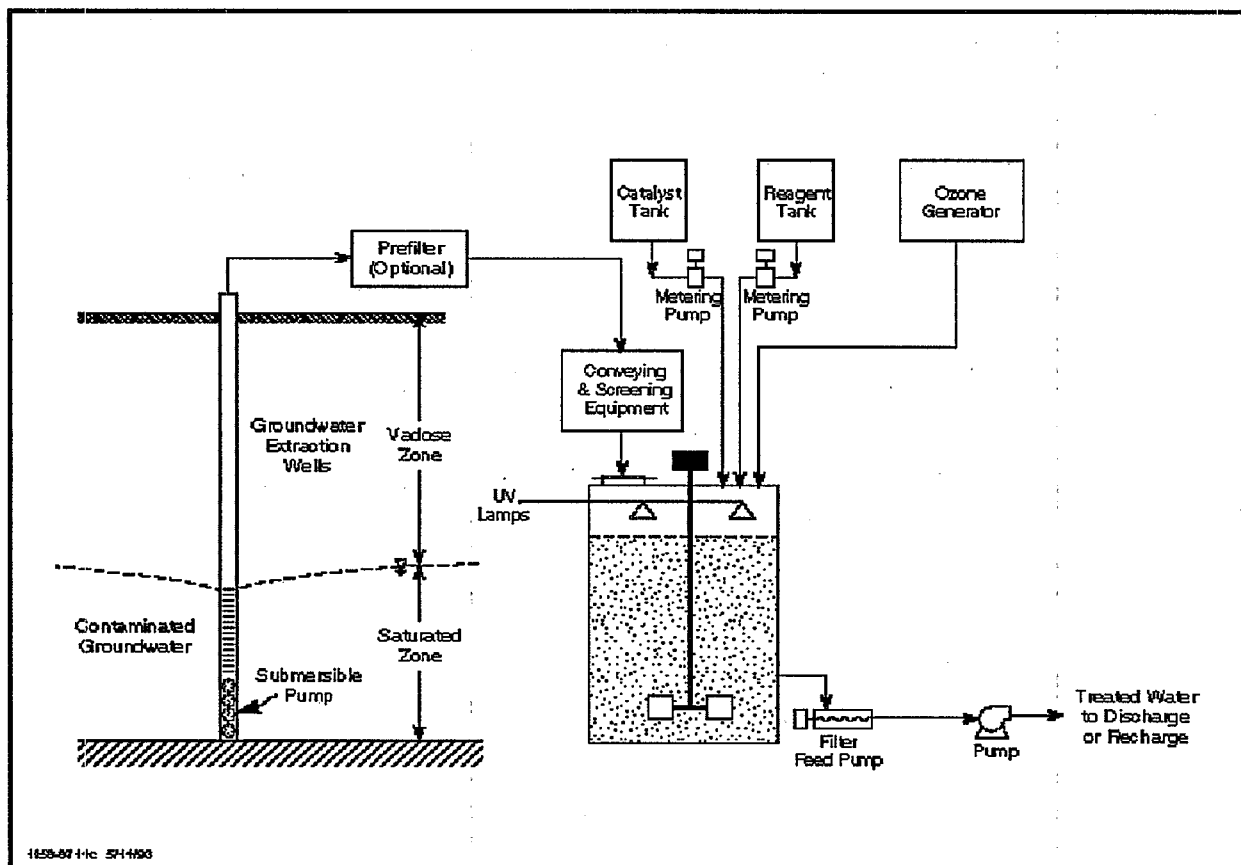 Catalyst
Tank
Reagent
Tank
Ozone
Generator
Prefilter
(Optional)
Metering
Pump
Metering
Pump
Conveying
& Screening
Equipment
Groundwater
Extraction
Wells
Vadose
Zone
UV
Lamps
Contaminated
Groundwater
Saturated
Zone
Submersible
Pump
Treated Water
to Discharge
or Recharge
Filter
Feed Pump
Pump